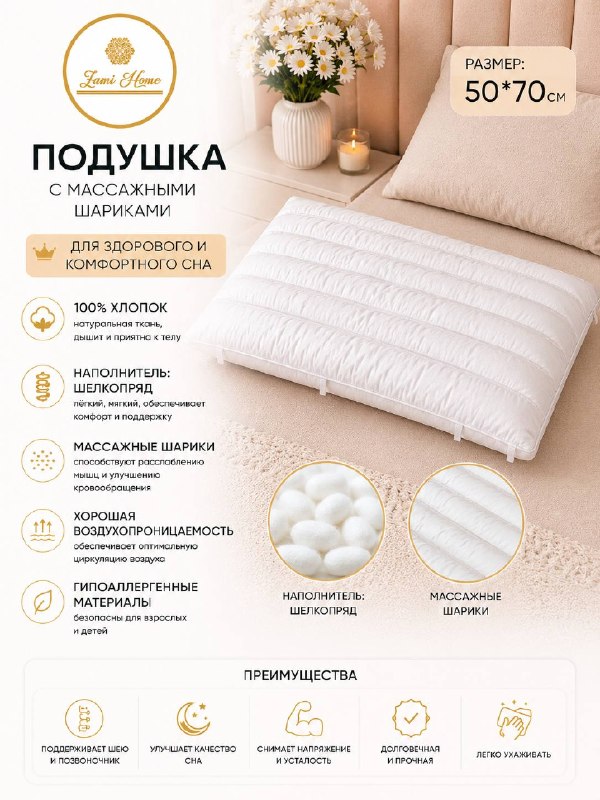 Zami Home
РАЗМЕР:
50*70СМ
ПОДУШКА
С МАССАЖНЫМИ
ШАРИКАМИ
ДЛЯ ЗДОРОВОГО И
КОМФОРТНОГО СНА
100% ХЛОПОК
натуральная ткань,
дышит и приятна к телу
НАПОЛНИТЕЛЬ:
ШЕЛКОПРЯД
лёгкий, мягкий, обеспечивает
комфорт и поддержку
МАССАЖНЫЕ ШАРИКИ
способствуют расслаблению
мышц и улучшению
кровообращения
ХОРОШАЯ
ВОЗДУХОПРОНИЦАЕМОСТЬ
обеспечивает оптимальную
циркуляцию воздуха
ГИПОАЛЛЕРГЕННЫЕ
МАТЕРИАЛЫ
безопасны для взрослых
и детей
НАПОЛНИТЕЛЬ:
ШЕЛКОПРЯД
МАССАЖНЫЕ
ШАРИКИ
ПРЕИМУЩЕСТВА
ПОДДЕРЖИВАЕТ ШЕЮ
И ПОЗВОНОЧНИК
УЛУЧШАЕТ КАЧЕСТВО
СНА
СНИМАЕТ НАПРЯЖЕНИЕ
И УСТАЛОСТЬ
ДОЛГОВЕЧНАЯ
И ПРОЧНАЯ
ЛЕГКО УХАЖИВАТЬ